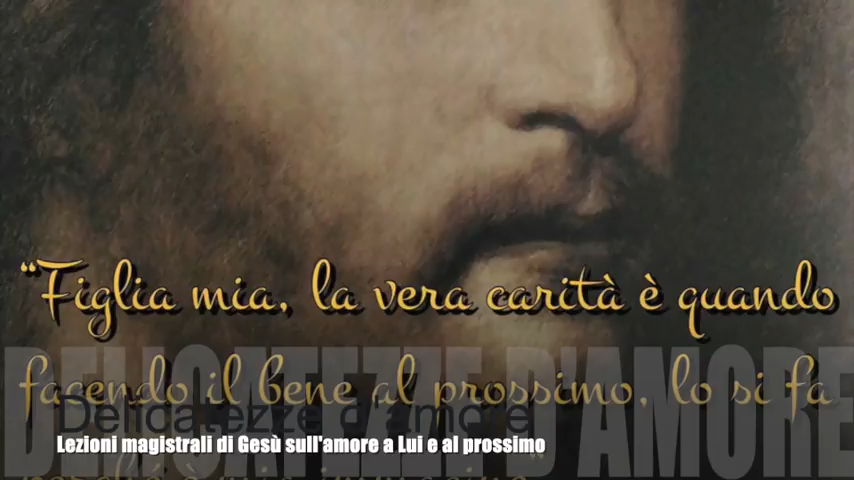 “Figlia mia, la vera carità è quando
facendo il bene al prossimo, lo si fa
DELICATEZZE D'AMORE
Delicatezze d'amore
Lezioni magistrali di Gesù sull'amore a Lui e al prossimo